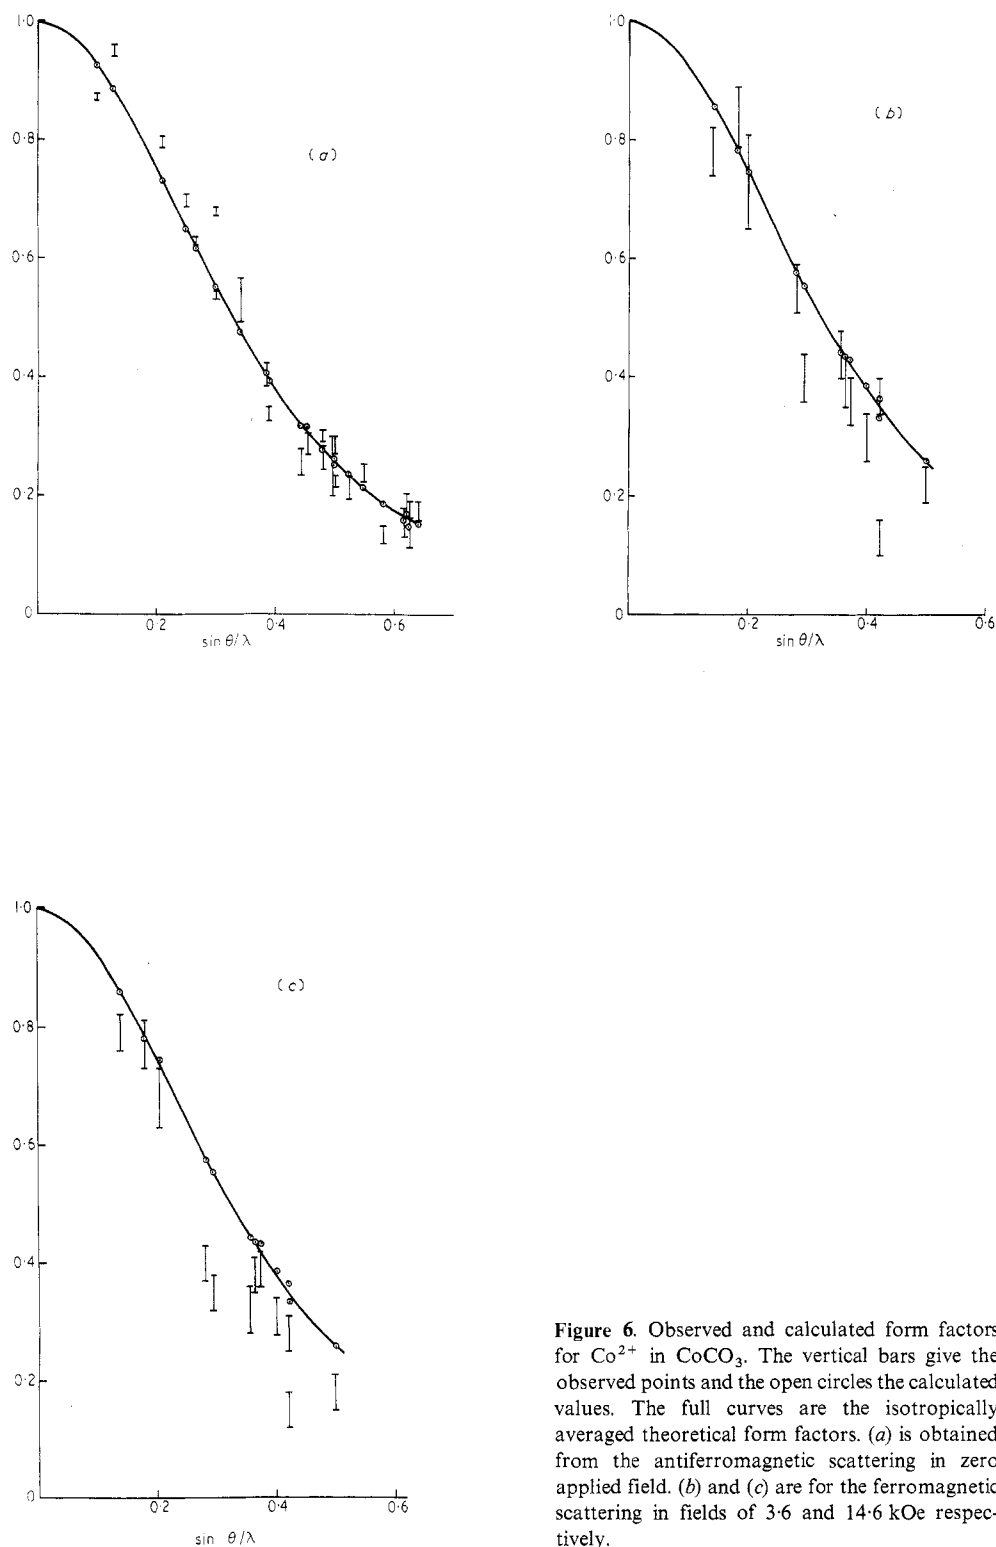 1·0
0·8
0·6
0·4
0·2
0
0·2
0·4
0·6
sin θ/λ
(a)
1·0
0·8
0·6
0·4
0·2
0
0·2
0·4
0·6
sin θ/λ
(b)
1·0
0·8
0·6
0·4
0·2
0
0·2
0·4
0·6
sin θ/λ
(c)
Figure 6. Observed and calculated form factors
for Co²⁺ in CoCO₃. The vertical bars give the
observed points and the open circles the calculated
values. The full curves are the isotropically
averaged theoretical form factors. (a) is obtained
from the antiferromagnetic scattering in zero
applied field. (b) and (c) are for the ferromagnetic
scattering in fields of 3·6 and 14·6 kOe respec-
tively.